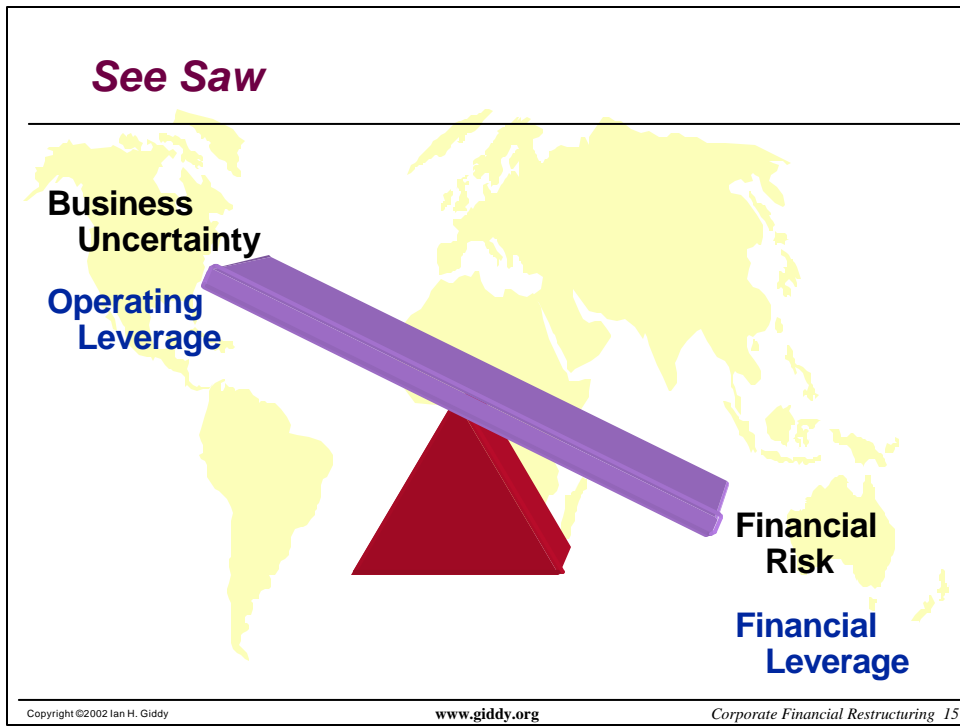 See Saw
Business
Uncertainty
Operating
Leverage
Financial
Risk
Financial
Leverage
Copyright ©2002 Ian H. Giddy
www.giddy.org
Corporate Financial Restructuring 15